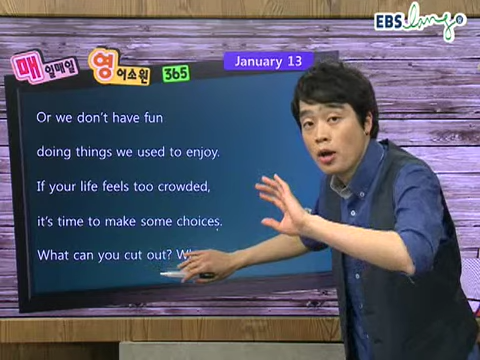 EBS lang e
매일매일 영어소원 365
January 13
Or we don't have fun
doing things we used to enjoy.
If your life feels too crowded,
it's time to make some choices.
What can you cut out?